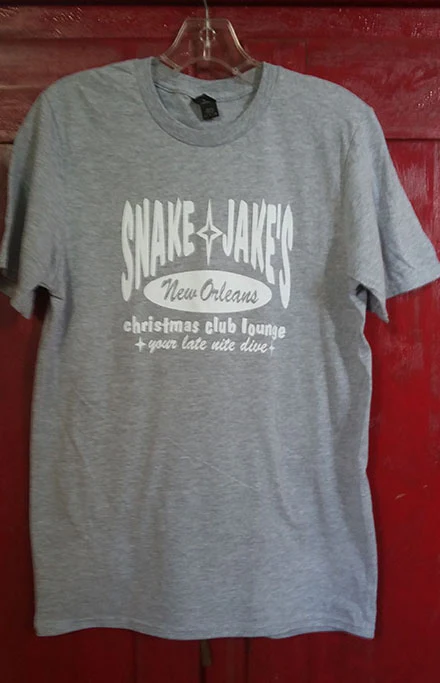 SNAKE JAKE'S
New Orleans
christmas club lounge
your late nite dive